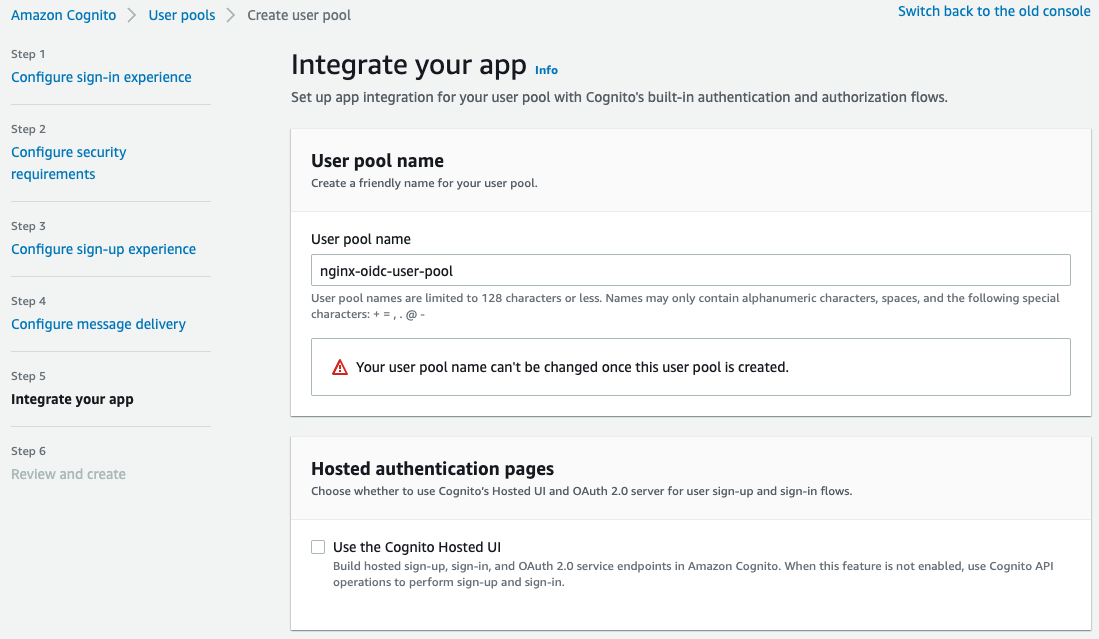 Amazon Cognito > User pools > Create user pool
Switch back to the old console
Step 1
Configure sign-in experience
Step 2
Configure security
requirements
Step 3
Configure sign-up experience
Step 4
Configure message delivery
Step 5
Integrate your app
Step 6
Review and create
Integrate your app Info
Set up app integration for your user pool with Cognito's built-in authentication and authorization flows.
User pool name
Create a friendly name for your user pool.
User pool name
nginx-oidc-user-pool
User pool names are limited to 128 characters or less. Names may only contain alphanumeric characters, spaces, and the following special
characters: + = , . @ -
Your user pool name can't be changed once this user pool is created.
Hosted authentication pages
Choose whether to use Cognito's Hosted UI and OAuth 2.0 server for user sign-up and sign-in flows.
Use the Cognito Hosted UI
Build hosted sign-up, sign-in, and OAuth 2.0 service endpoints in Amazon Cognito. When this feature is not enabled, use Cognito API
operations to perform sign-up and sign-in.